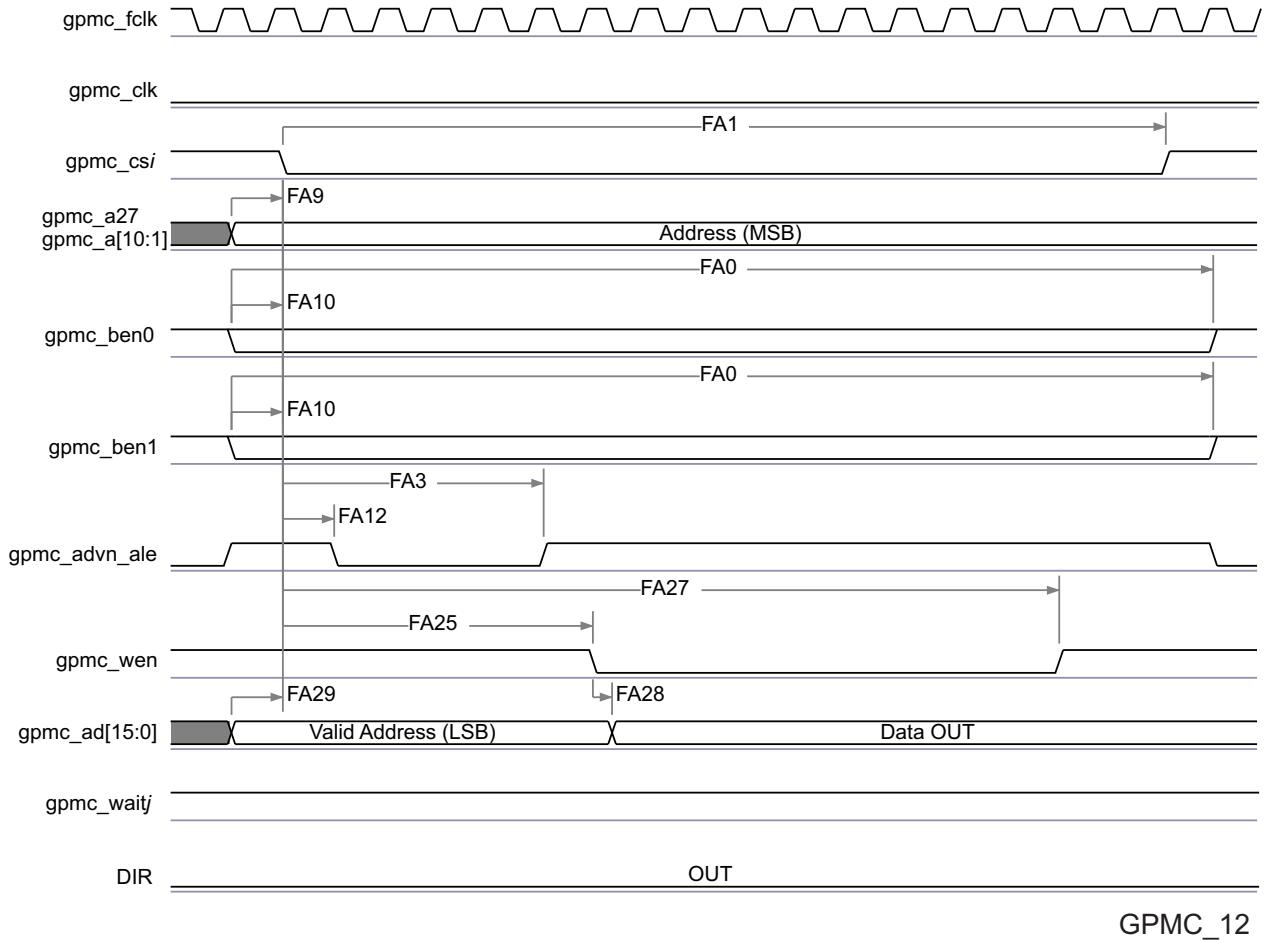 gpmc_fclk
gpmc_clk
FA1
gpmc_csi
FA9
gpmc_a27
gpmc_a[10:1]
Address (MSB)
FA0
FA10
gpmc_ben0
FA0
FA10
gpmc_ben1
FA3
FA12
gpmc_advn_ale
FA27
FA25
gpmc_wen
FA29
FA28
gpmc_ad[15:0]
Valid Address (LSB)
Data OUT
gpmc_waitj
DIR
OUT
GPMC_12